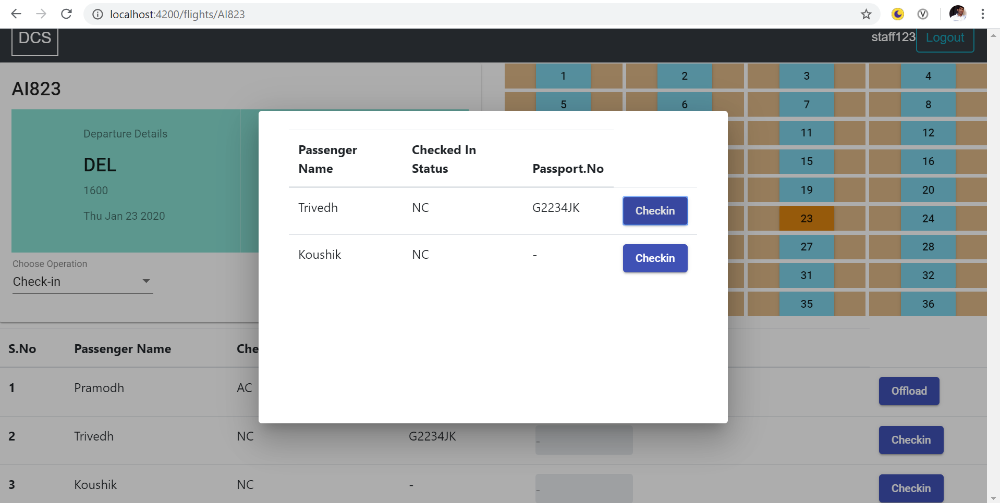 localhost:4200/flights/AI823
DCS
staff123 Logout
AI823
Departure Details
DEL
1600
Thu Jan 23 2020
Choose Operation
Check-in
1 2 3 4
5 6 7 8
11 12
15 16
19 20
23 24
27 28
31 32
35 36
Passenger Name Checked In Status Passport.No
Trivedh NC G2234JK Checkin
Koushik NC - Checkin
S.No Passenger Name Che
1 Pramodh AC Offload
2 Trivedh NC G2234JK - Checkin
3 Koushik NC - - Checkin